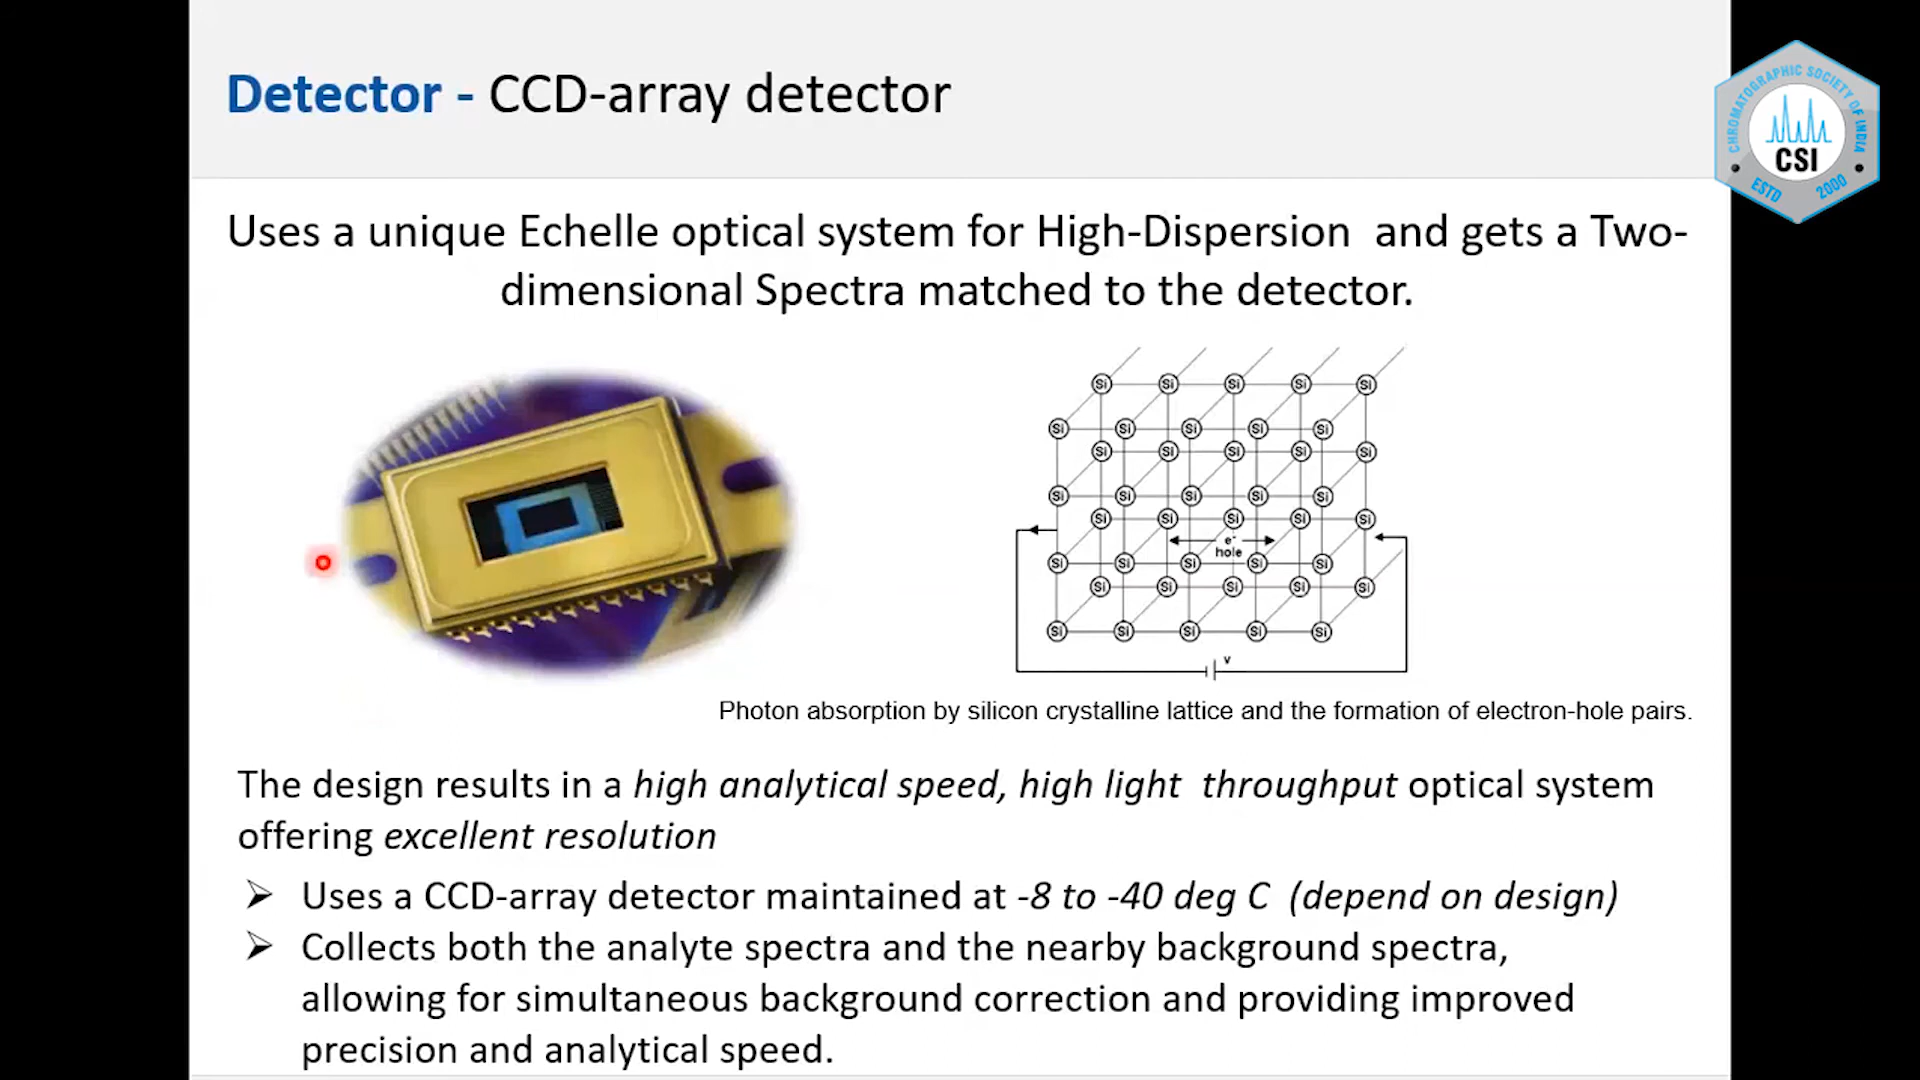 Detector - CCD-array detector
CHROMATOGRAPHIC SOCIETY OF INDIA
CSI
ESTD 2000
Uses a unique Echelle optical system for High-Dispersion and gets a Two-
dimensional Spectra matched to the detector.
Si Si Si Si Si
Si Si Si Si Si
Si Si Si Si Si
Si Si Si Si Si
Si Si Si Si Si
e-
hole
Si Si Si Si Si
Si Si Si Si Si
Si Si Si Si Si
v
Photon absorption by silicon crystalline lattice and the formation of electron-hole pairs.
The design results in a high analytical speed, high light throughput optical system
offering excellent resolution
Uses a CCD-array detector maintained at -8 to -40 deg C (depend on design)
Collects both the analyte spectra and the nearby background spectra,
allowing for simultaneous background correction and providing improved
precision and analytical speed.